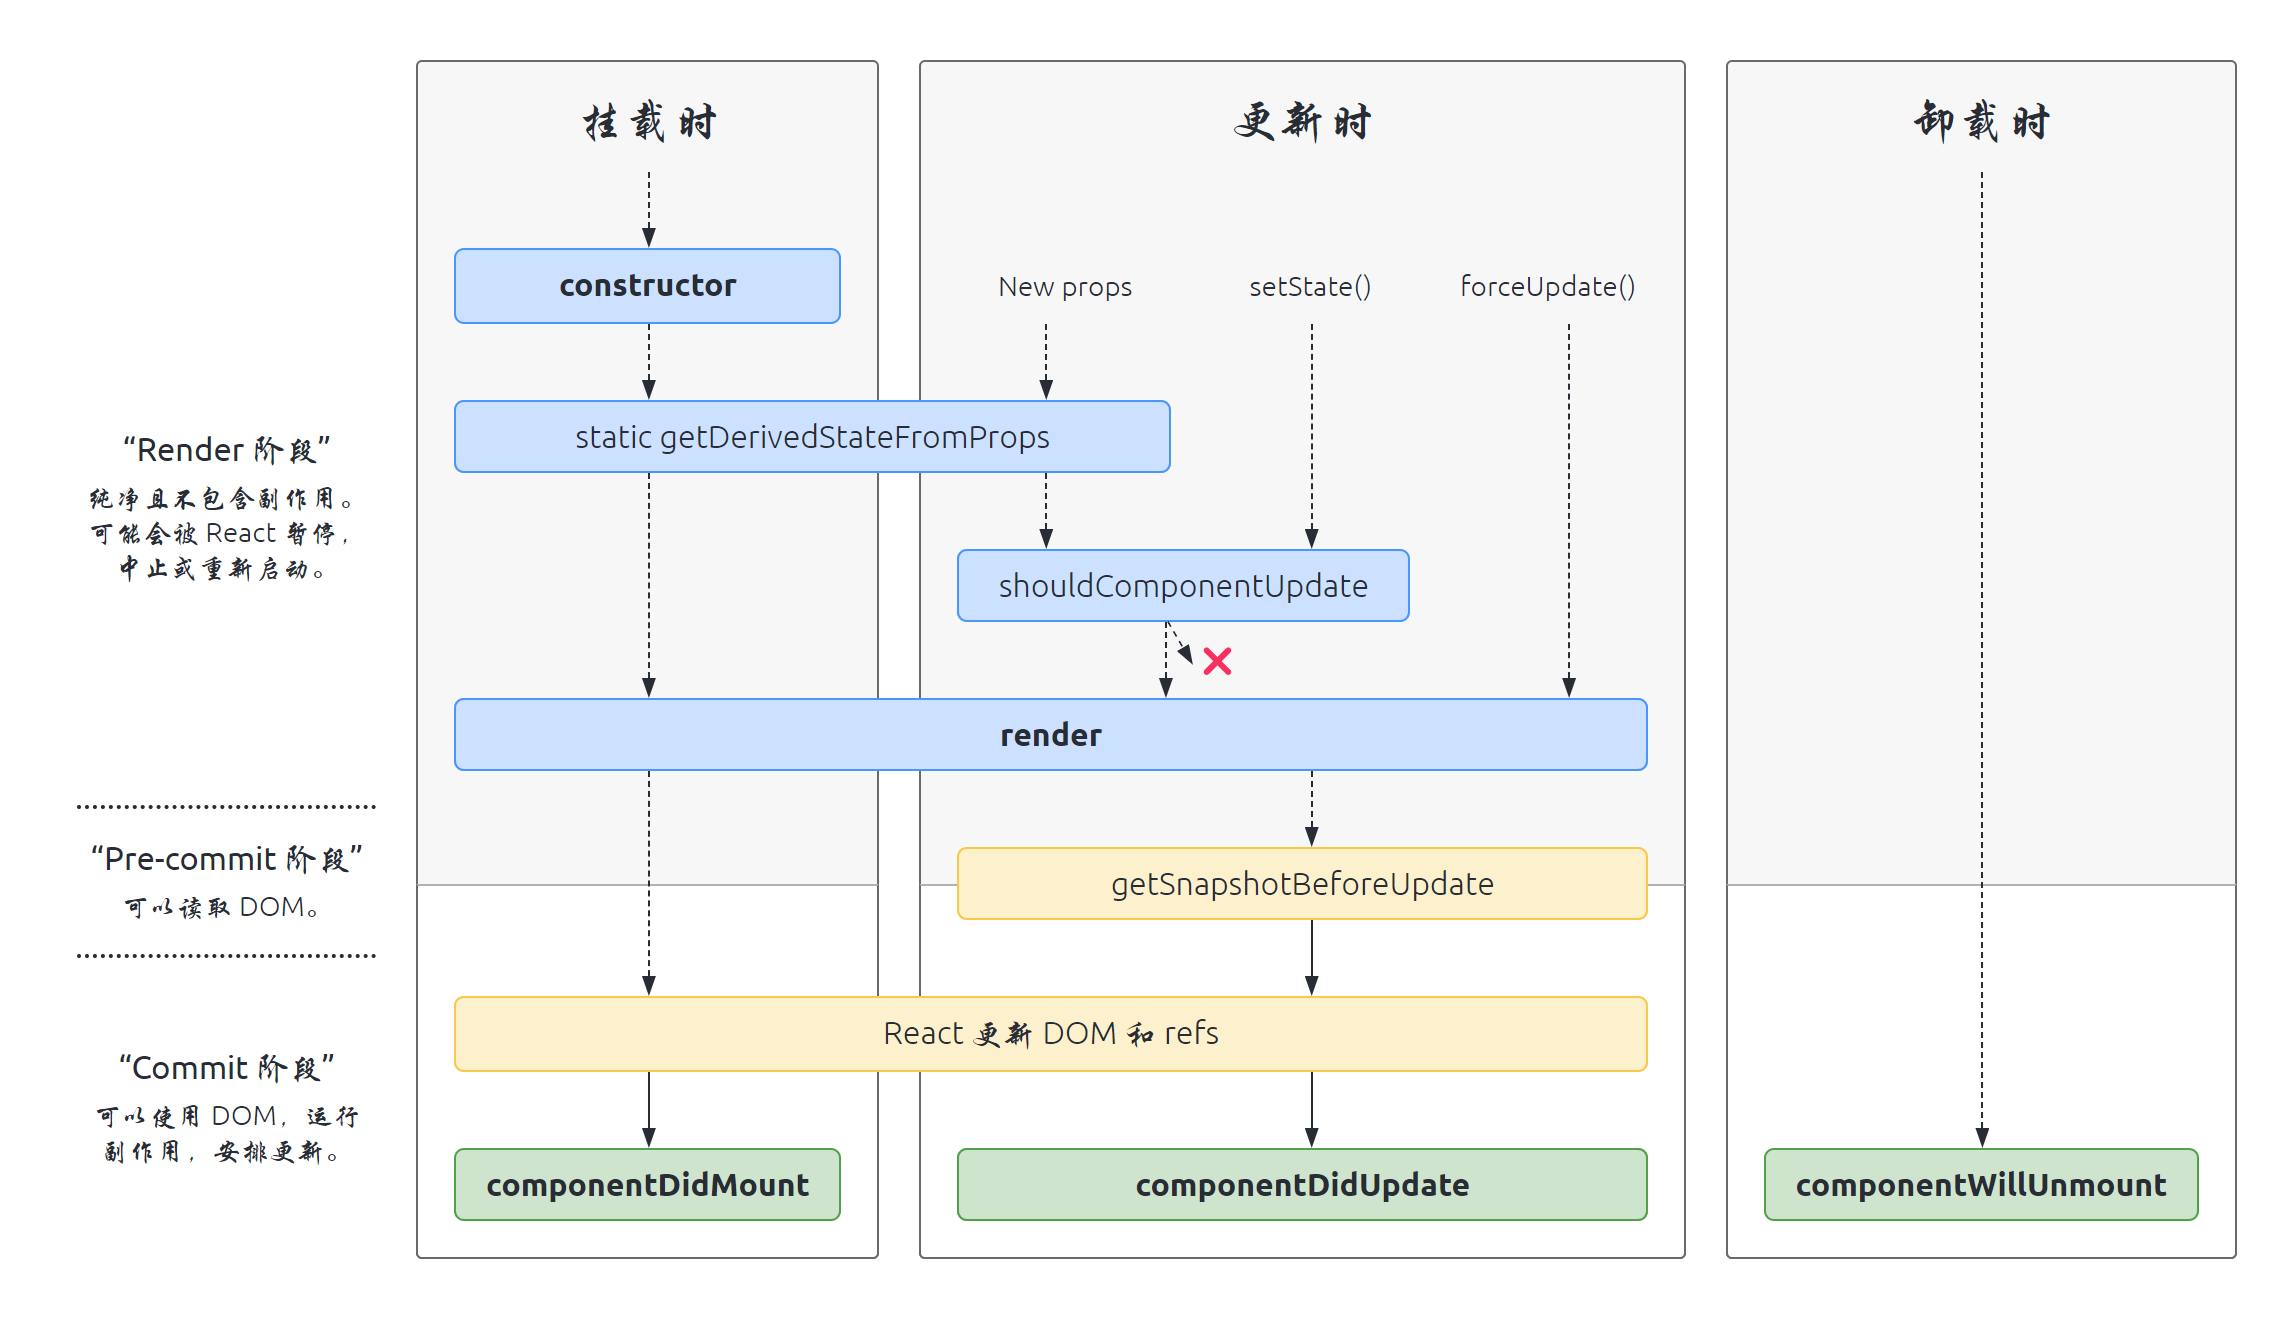 挂载时
更新时
卸载时
constructor
New props
setState()
forceUpdate()
static getDerivedStateFromProps
“Render 阶段”
纯净且不包含副作用。
可能会被 React 暂停，
中止或重新启动。
shouldComponentUpdate
render
“Pre-commit 阶段”
可以读取 DOM。
getSnapshotBeforeUpdate
React 更新 DOM 和 refs
“Commit 阶段”
可以使用 DOM，运行
副作用，安排更新。
componentDidMount
componentDidUpdate
componentWillUnmount